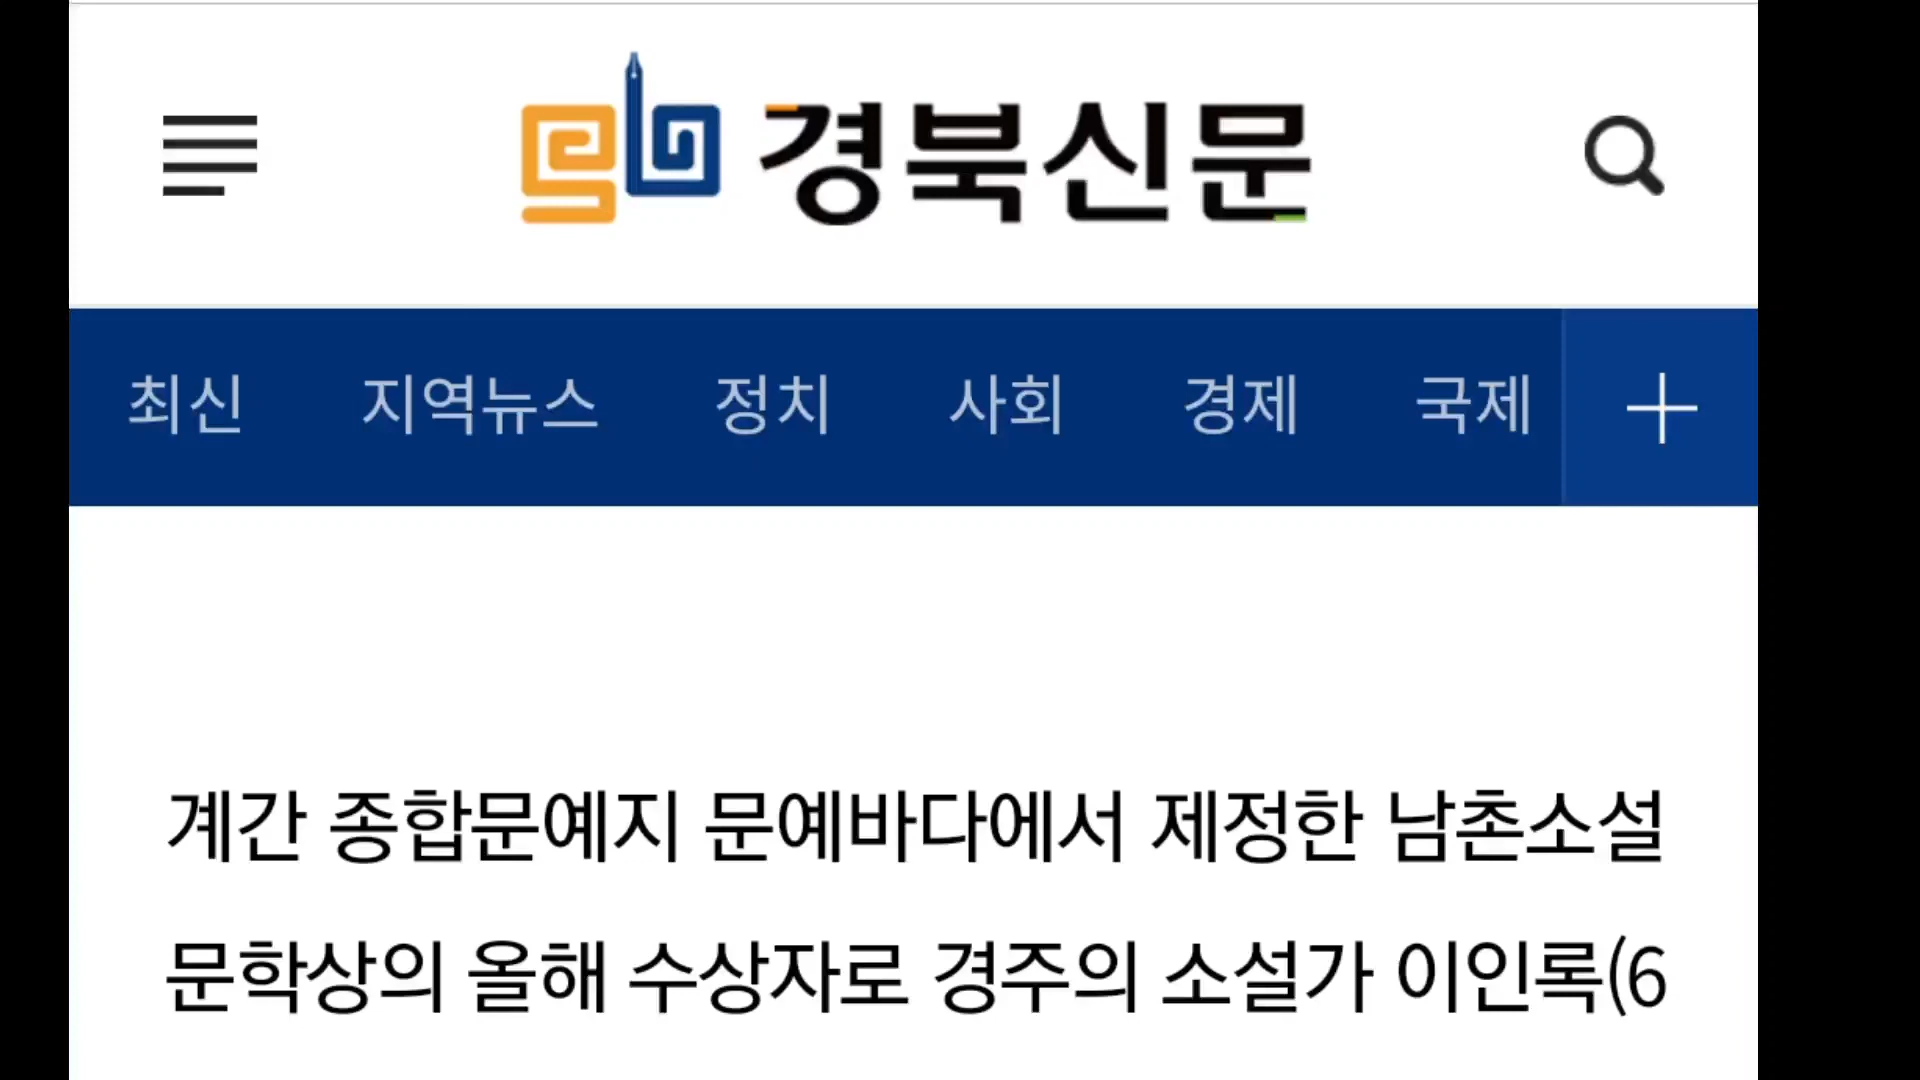 경북신문
최신 지역뉴스 정치 사회 경제 국제
계간 종합문예지 문예바다에서 제정한 남촌소설
문학상의 올해 수상자로 경주의 소설가 이인록(6